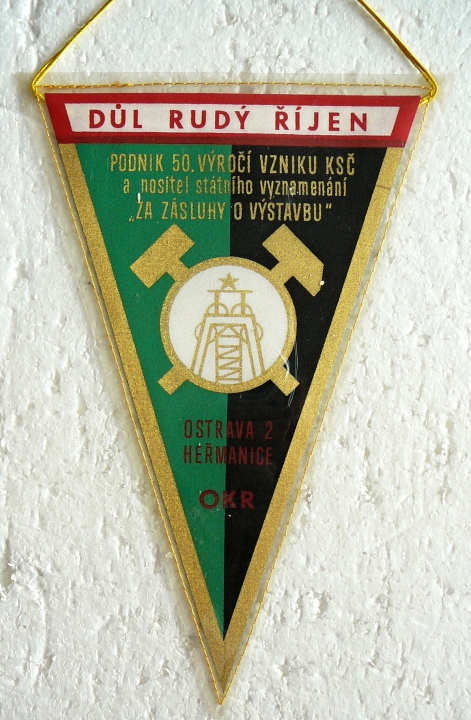 DŮL RUDÝ ŘÍJEN
PODNIK 50. VÝROČÍ VZNIKU KSČ
a nositel státního vyznamenání
„ZA ZÁSLUHY O VÝSTAVBU"
OSTRAVA 2
HEŘMANICE
OKR